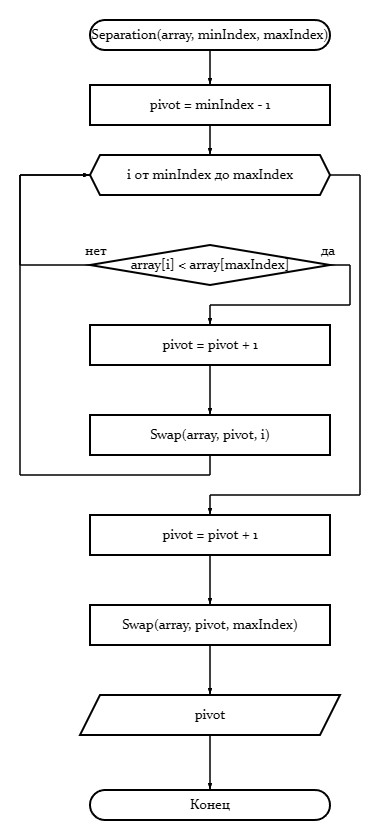 Separation(array, minIndex, maxIndex)
pivot = minIndex - 1
i от minIndex до maxIndex
нет
да
array[i] < array[maxIndex]
pivot = pivot + 1
Swap(array, pivot, i)
pivot = pivot + 1
Swap(array, pivot, maxIndex)
pivot
Конец